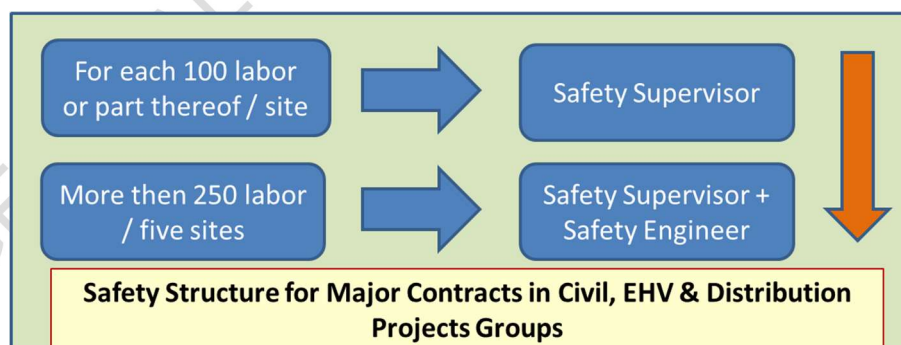 For each 100 labor
or part thereof / site
Safety Supervisor
More then 250 labor
/ five sites
Safety Supervisor +
Safety Engineer
Safety Structure for Major Contracts in Civil, EHV & Distribution
Projects Groups